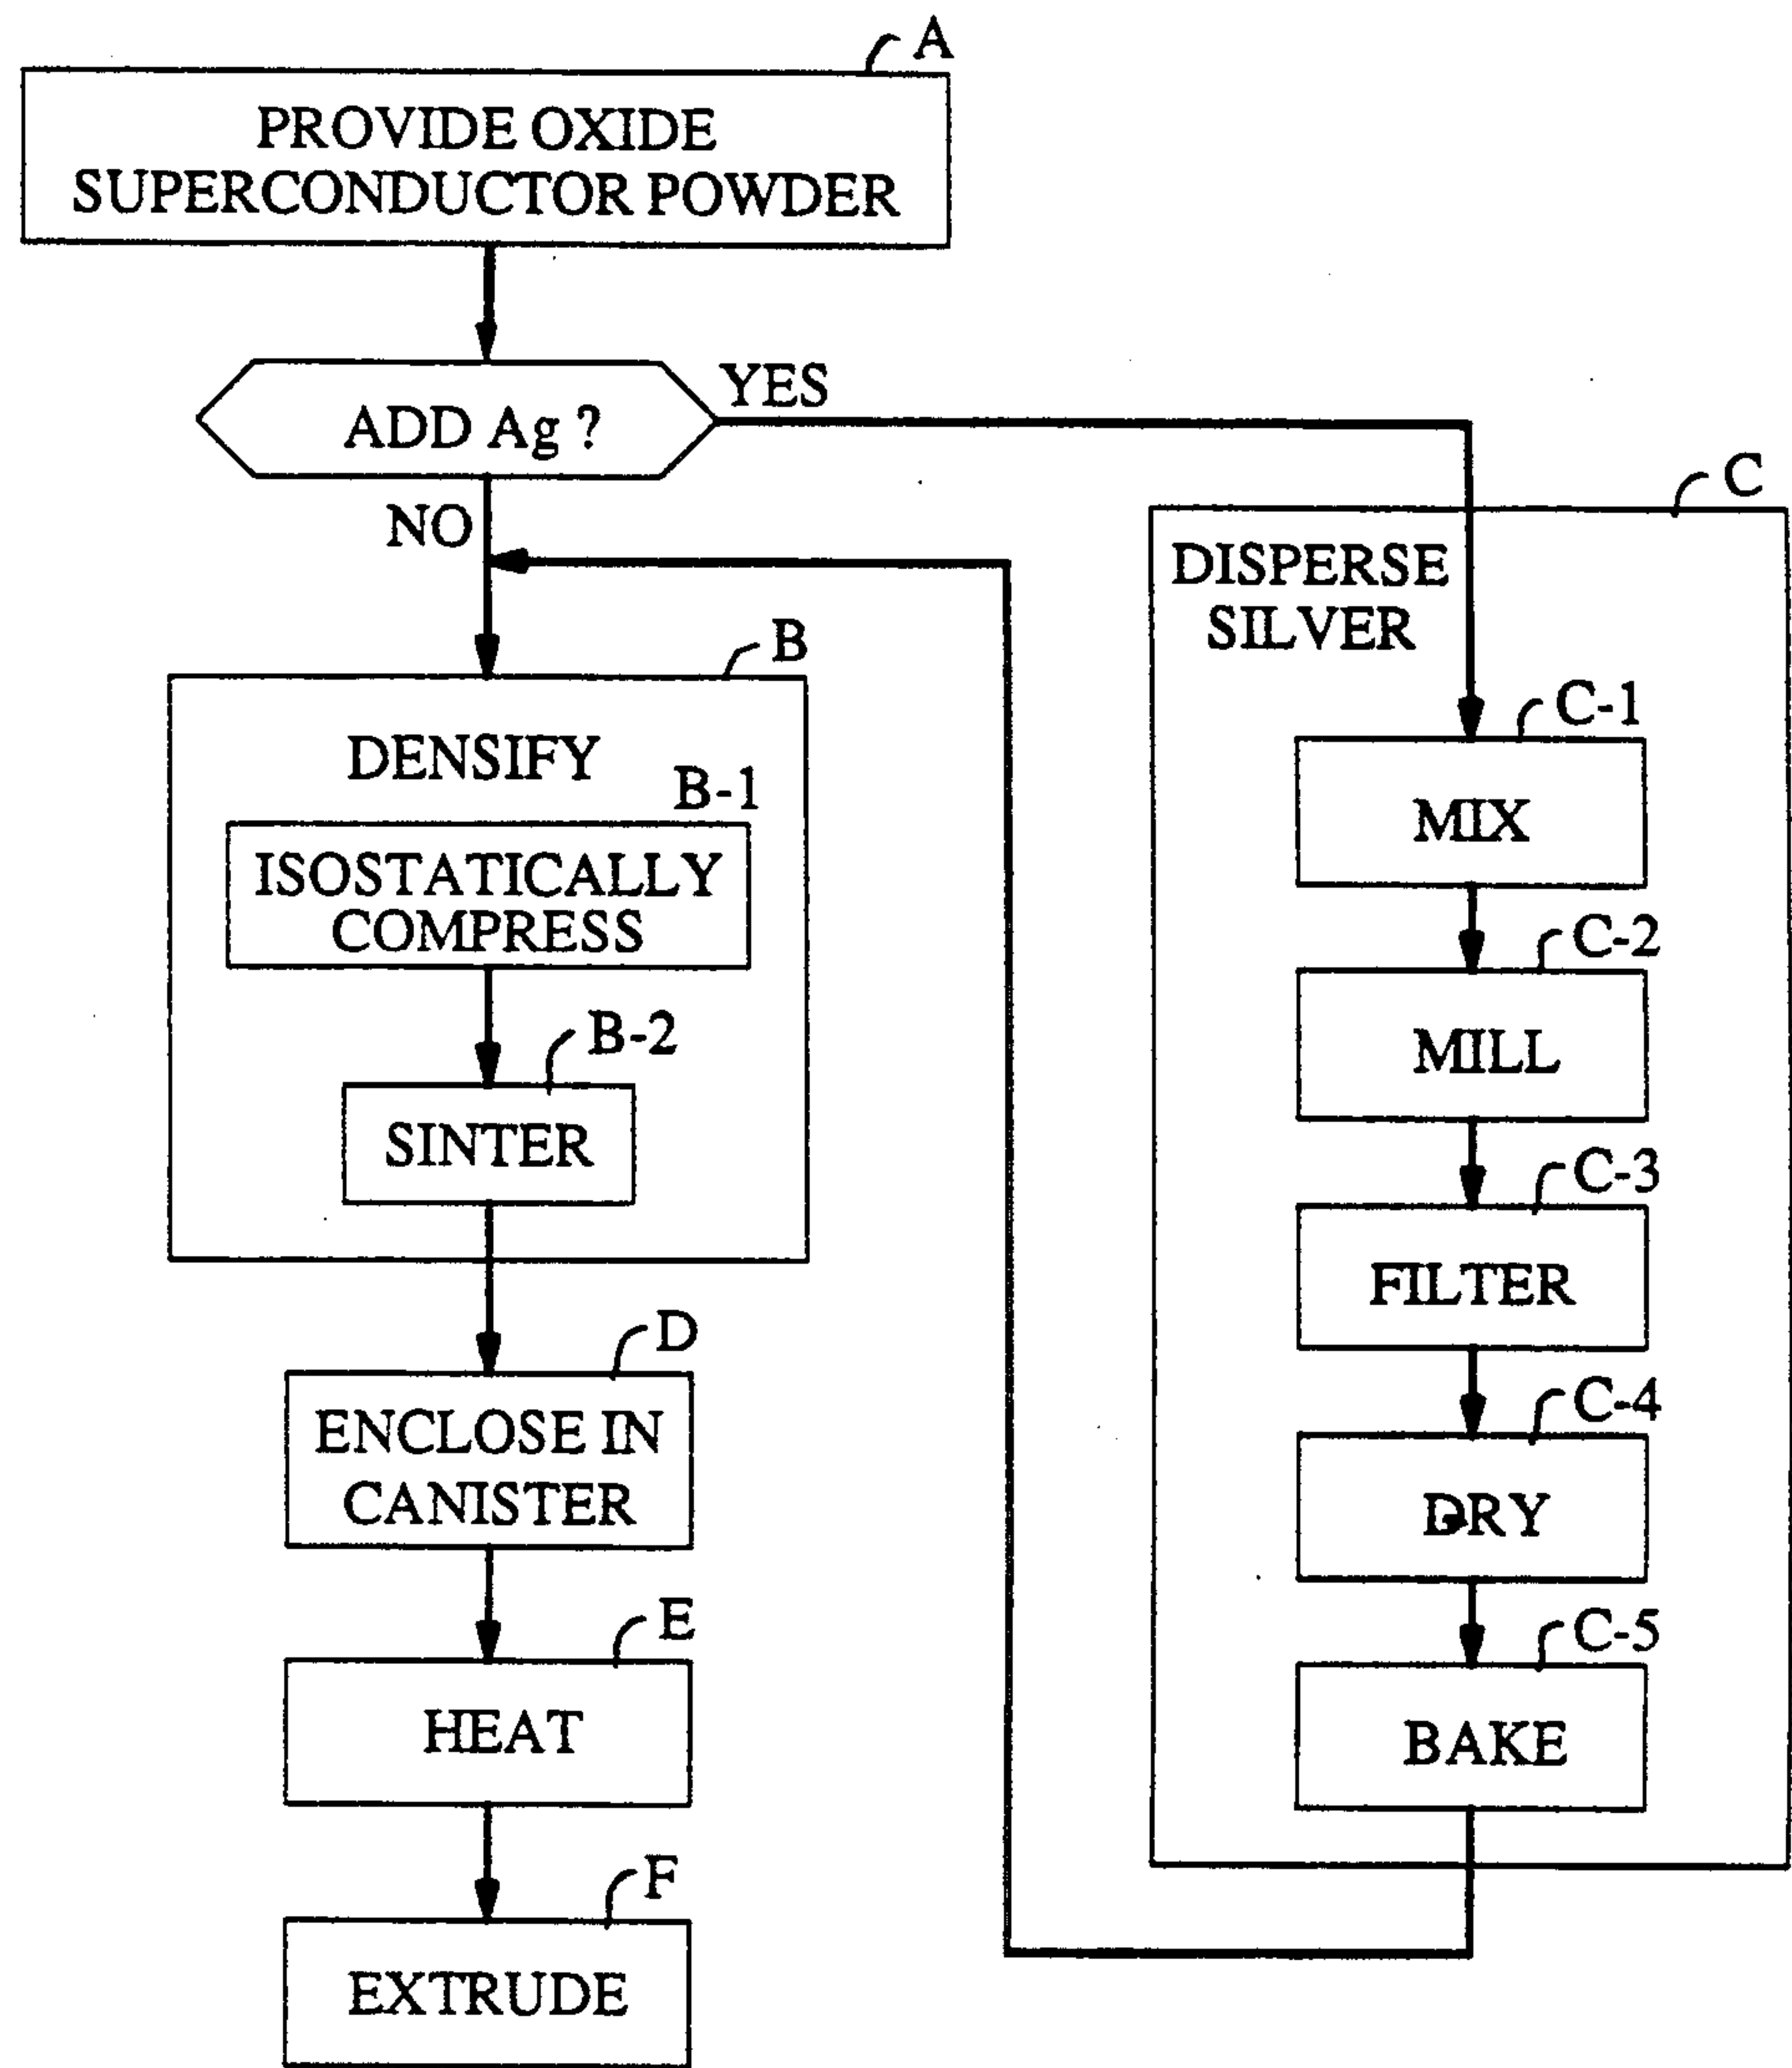 A
PROVIDE OXIDE
SUPERCONDUCTOR POWDER
ADD Ag ?
YES
NO
B
DENSIFY
B-1
ISOSTATICALLY
COMPRESS
B-2
SINTER
D
ENCLOSE IN
CANISTER
E
HEAT
F
EXTRUDE
C
DISPERSE
SILVER
C-1
MIX
C-2
MILL
C-3
FILTER
C-4
DRY
C-5
BAKE